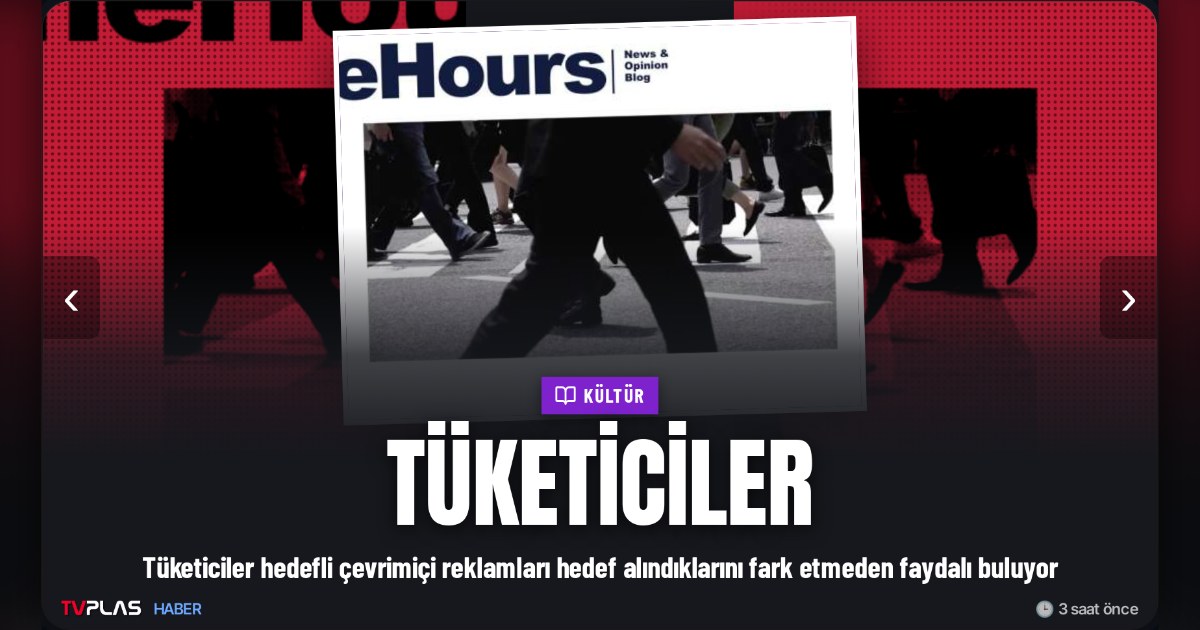 eHours
News &
Opinion
Blog
KÜLTÜR
TÜKETİCİLER
Tüketiciler hedefli çevrimiçi reklamları hedef alındıklarını fark etmeden faydalı buluyor
TVPLAS HABER
3 saat önce